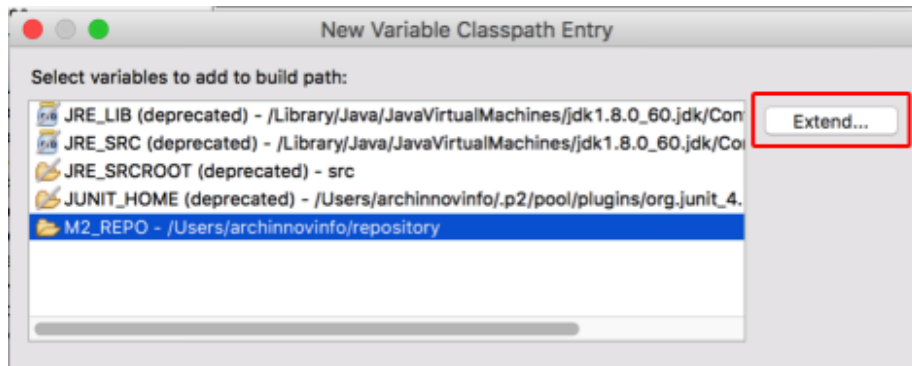 New Variable Classpath Entry
Select variables to add to build path:
JRE_LIB (deprecated) - /Library/Java/JavaVirtualMachines/jdk1.8.0_60.jdk/Con
Extend...
JRE_SRC (deprecated) - /Library/Java/JavaVirtualMachines/jdk1.8.0_60.jdk/Co
JRE_SRCROOT (deprecated) - src
JUNIT_HOME (deprecated) - /Users/archinnovinfo/.p2/pool/plugins/org.junit_4.
M2_REPO - /Users/archinnovinfo/repository